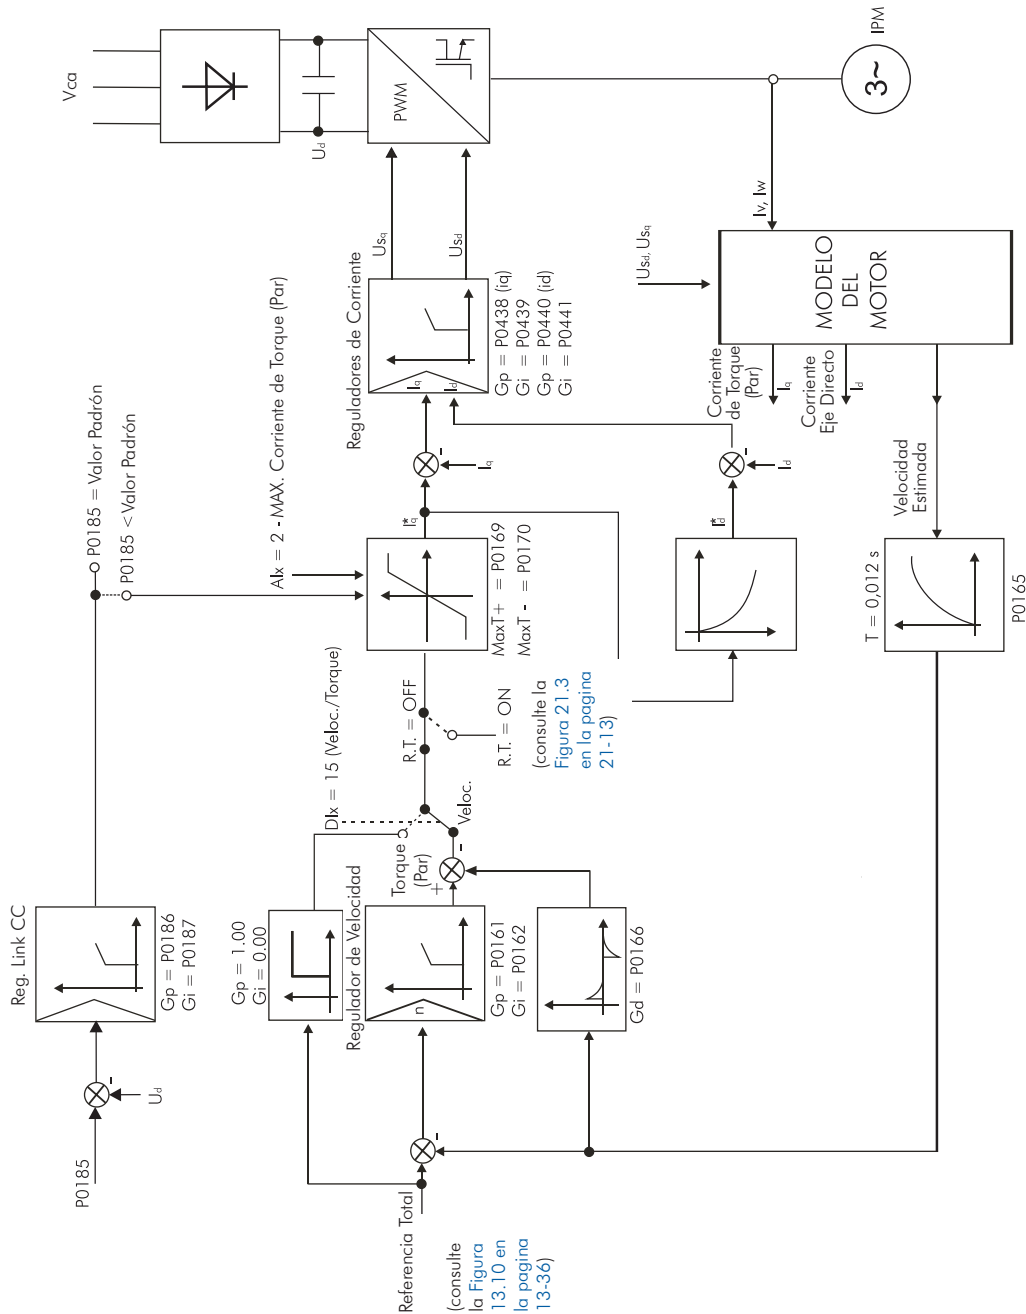 Vca
Ud
PWM
IPM
3~
Iv, Iw
Usq
Usd
Reguladores de Corriente
Iq
Id
Gp = P0438 (iq)
Gi = P0439
Gp = P0440 (id)
Gi = P0441
Usd, Usq
MODELO
DEL
MOTOR
Corriente
de Torque
(Par)
Iq
Corriente
Eje Directo
Id
Velocidad
Estimada
P0185 = Valor Padrón
P0185 < Valor Padrón
AIx = 2 - MAX. Corriente de Torque (Par)
-
Iq
I*q
MaxT+ = P0169
MaxT - = P0170
-
Id
I*d
T = 0,012 s
P0165
R.T. = OFF
R.T. = ON
(consulte la
Figura 21.3
en la pagina
21-13)
DIx = 15 (Veloc./Torque)
Veloc.
Torque
(Par)
+
-
Reg. Link CC
Gp = P0186
Gi = P0187
Gp = 1.00
Gi = 0.00
Regulador de Velocidad
n
Gp = P0161
Gi = P0162
Gd = P0166
P0185
-
Ud
-
Referencia Total
(consulte
la Figura
13.10 en
la pagina
13-36)